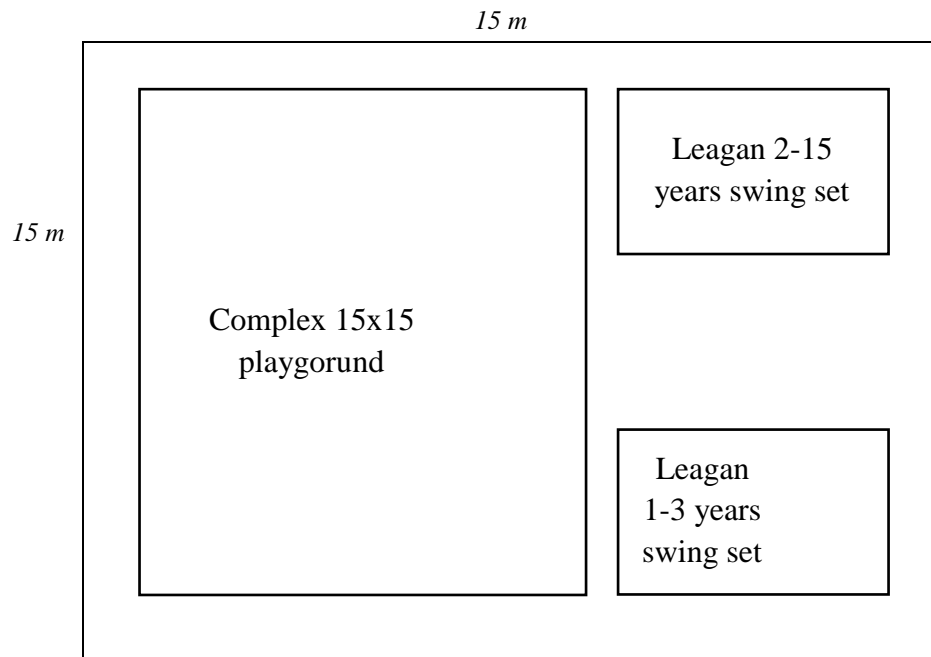 15 m
15 m
Leagan 2-15
years swing set
Complex 15x15
playgorund
Leagan
1-3 years
swing set